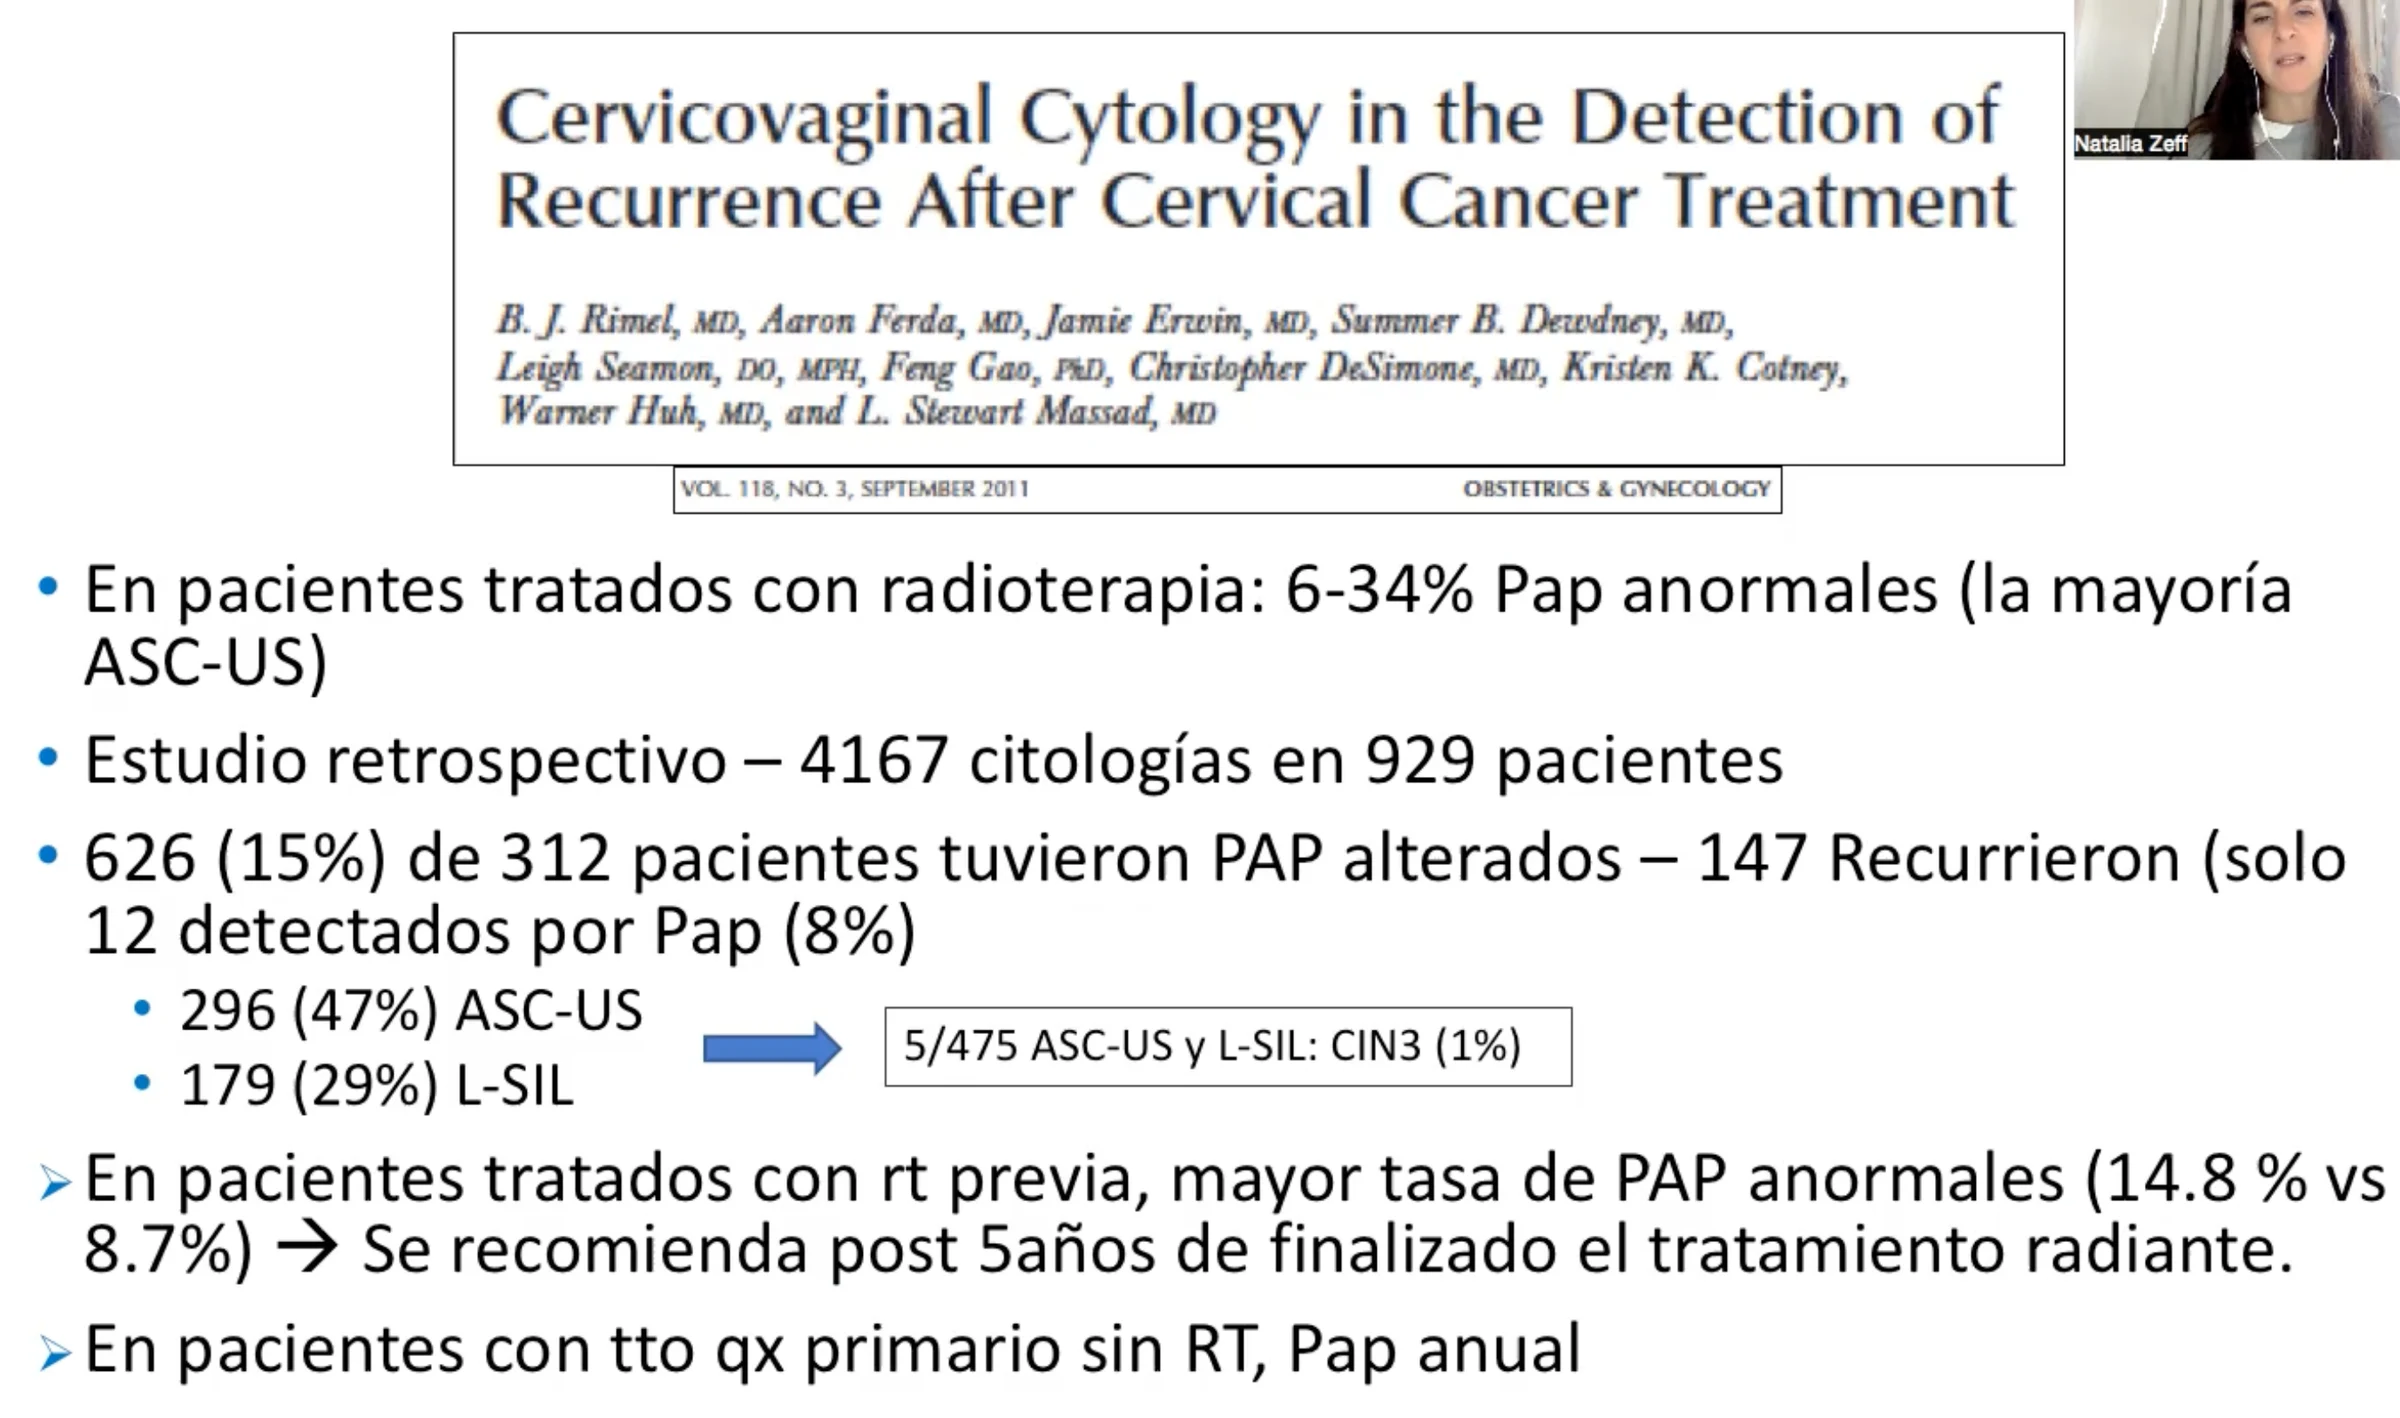 Cervicovaginal Cytology in the Detection of
Recurrence After Cervical Cancer Treatment
Natalia Zeff
B. J. Rimel, MD, Aaron Ferda, MD, Jamie Erwin, MD, Summer B. Dewdney, MD,
Leigh Seamon, DO, MPH, Feng Gao, PhD, Christopher DeSimone, MD, Kristen K. Cotney,
Warner Huh, MD, and L. Stewart Massad, MD
VOL. 118, NO. 3, SEPTEMBER 2011 OBSTETRICS & GYNECOLOGY
• En pacientes tratados con radioterapia: 6-34% Pap anormales (la mayoría
ASC-US)
• Estudio retrospectivo – 4167 citologías en 929 pacientes
• 626 (15%) de 312 pacientes tuvieron PAP alterados – 147 Recurrieron (solo
12 detectados por Pap (8%)
• 296 (47%) ASC-US
• 179 (29%) L-SIL
5/475 ASC-US y L-SIL: CIN3 (1%)
➢ En pacientes tratados con rt previa, mayor tasa de PAP anormales (14.8 % vs
8.7%) → Se recomienda post 5años de finalizado el tratamiento radiante.
➢ En pacientes con tto qx primario sin RT, Pap anual